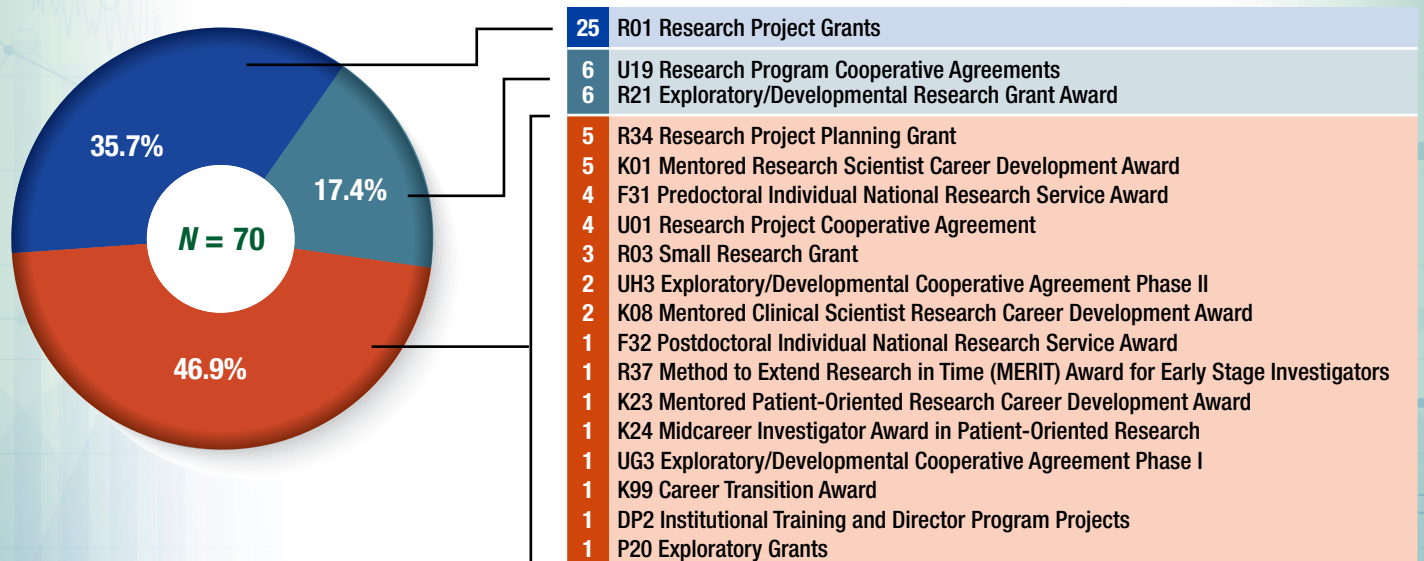 35.7%
17.4%
N = 70
46.9%
25 R01 Research Project Grants
6 U19 Research Program Cooperative Agreements
6 R21 Exploratory/Developmental Research Grant Award
5 R34 Research Project Planning Grant
5 K01 Mentored Research Scientist Career Development Award
4 F31 Predoctoral Individual National Research Service Award
4 U01 Research Project Cooperative Agreement
3 R03 Small Research Grant
2 UH3 Exploratory/Developmental Cooperative Agreement Phase II
2 K08 Mentored Clinical Scientist Research Career Development Award
1 F32 Postdoctoral Individual National Research Service Award
1 R37 Method to Extend Research in Time (MERIT) Award for Early Stage Investigators
1 K23 Mentored Patient-Oriented Research Career Development Award
1 K24 Midcareer Investigator Award in Patient-Oriented Research
1 UG3 Exploratory/Developmental Cooperative Agreement Phase I
1 K99 Career Transition Award
1 DP2 Institutional Training and Director Program Projects
1 P20 Exploratory Grants